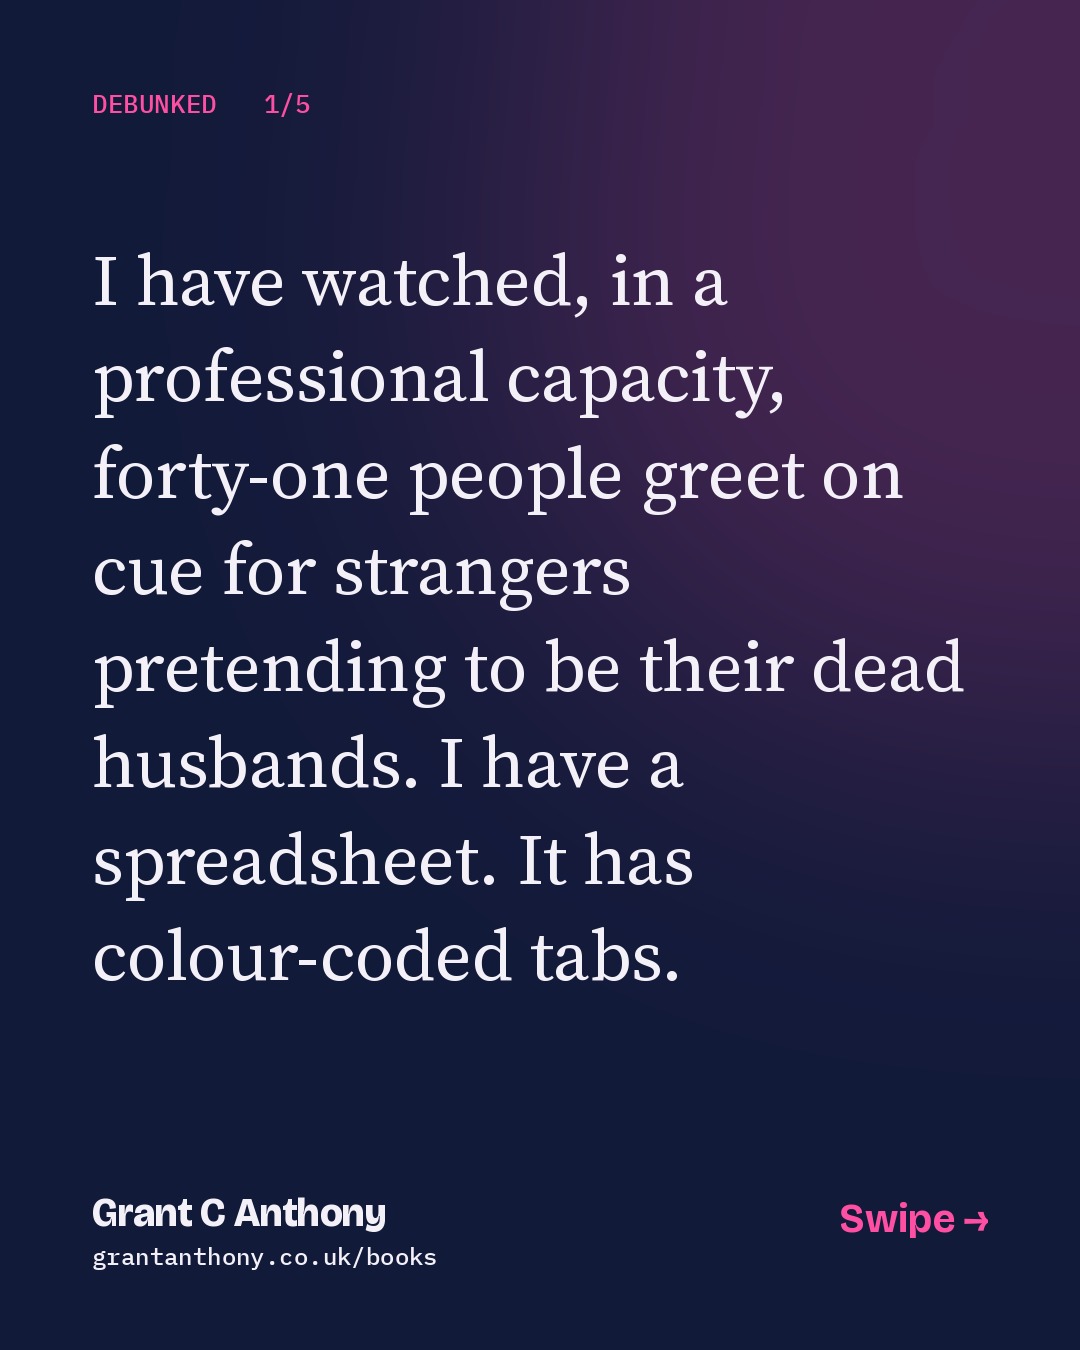 DEBUNKED 1/5
I have watched, in a
professional capacity,
forty-one people greet on
cue for strangers
pretending to be their dead
husbands. I have a
spreadsheet. It has
colour-coded tabs.
Grant C Anthony
grantanthony.co.uk/books
Swipe →